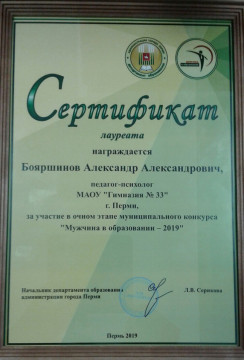 Сертификат
лауреата
награждается
Бояршинов Александр Александрович,
педагог-психолог
МАОУ "Гимназия № 33"
г. Перми,
за участие в очном этапе муниципального конкурса
"Мужчина в образовании – 2019"
Начальник департамента образования
администрации города Перми
Л.В. Серикова
Пермь 2019